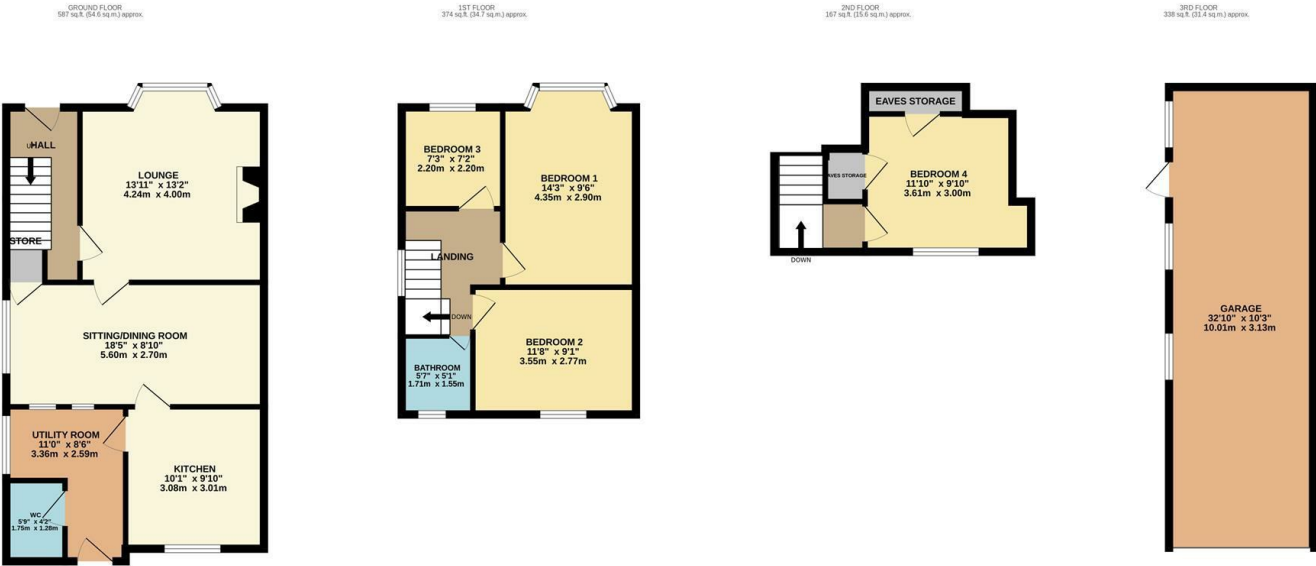 GROUND FLOOR
587 sq.ft. (54.6 sq.m.) approx.
1ST FLOOR
374 sq.ft. (34.7 sq.m.) approx.
2ND FLOOR
167 sq.ft. (15.6 sq.m.) approx.
3RD FLOOR
338 sq.ft. (31.4 sq.m.) approx.
HALL
LOUNGE
13'11" x 13'2"
4.24m x 4.00m
STORE
SITTING/DINING ROOM
18'5" x 8'10"
5.60m x 2.70m
UTILITY ROOM
11'0" x 8'6"
3.36m x 2.59m
KITCHEN
10'1" x 9'10"
3.08m x 3.01m
WC
5'9" x 4'2"
1.75m x 1.28m
BEDROOM 3
7'3" x 7'2"
2.20m x 2.20m
BEDROOM 1
14'3" x 9'6"
4.35m x 2.90m
LANDING
DOWN
BEDROOM 2
11'8" x 9'1"
3.55m x 2.77m
BATHROOM
5'7" x 5'1"
1.71m x 1.55m
EAVES STORAGE
BEDROOM 4
11'10" x 9'10"
3.61m x 3.00m
AVES STORAGE
DOWN
GARAGE
32'10" x 10'3"
10.01m x 3.13m